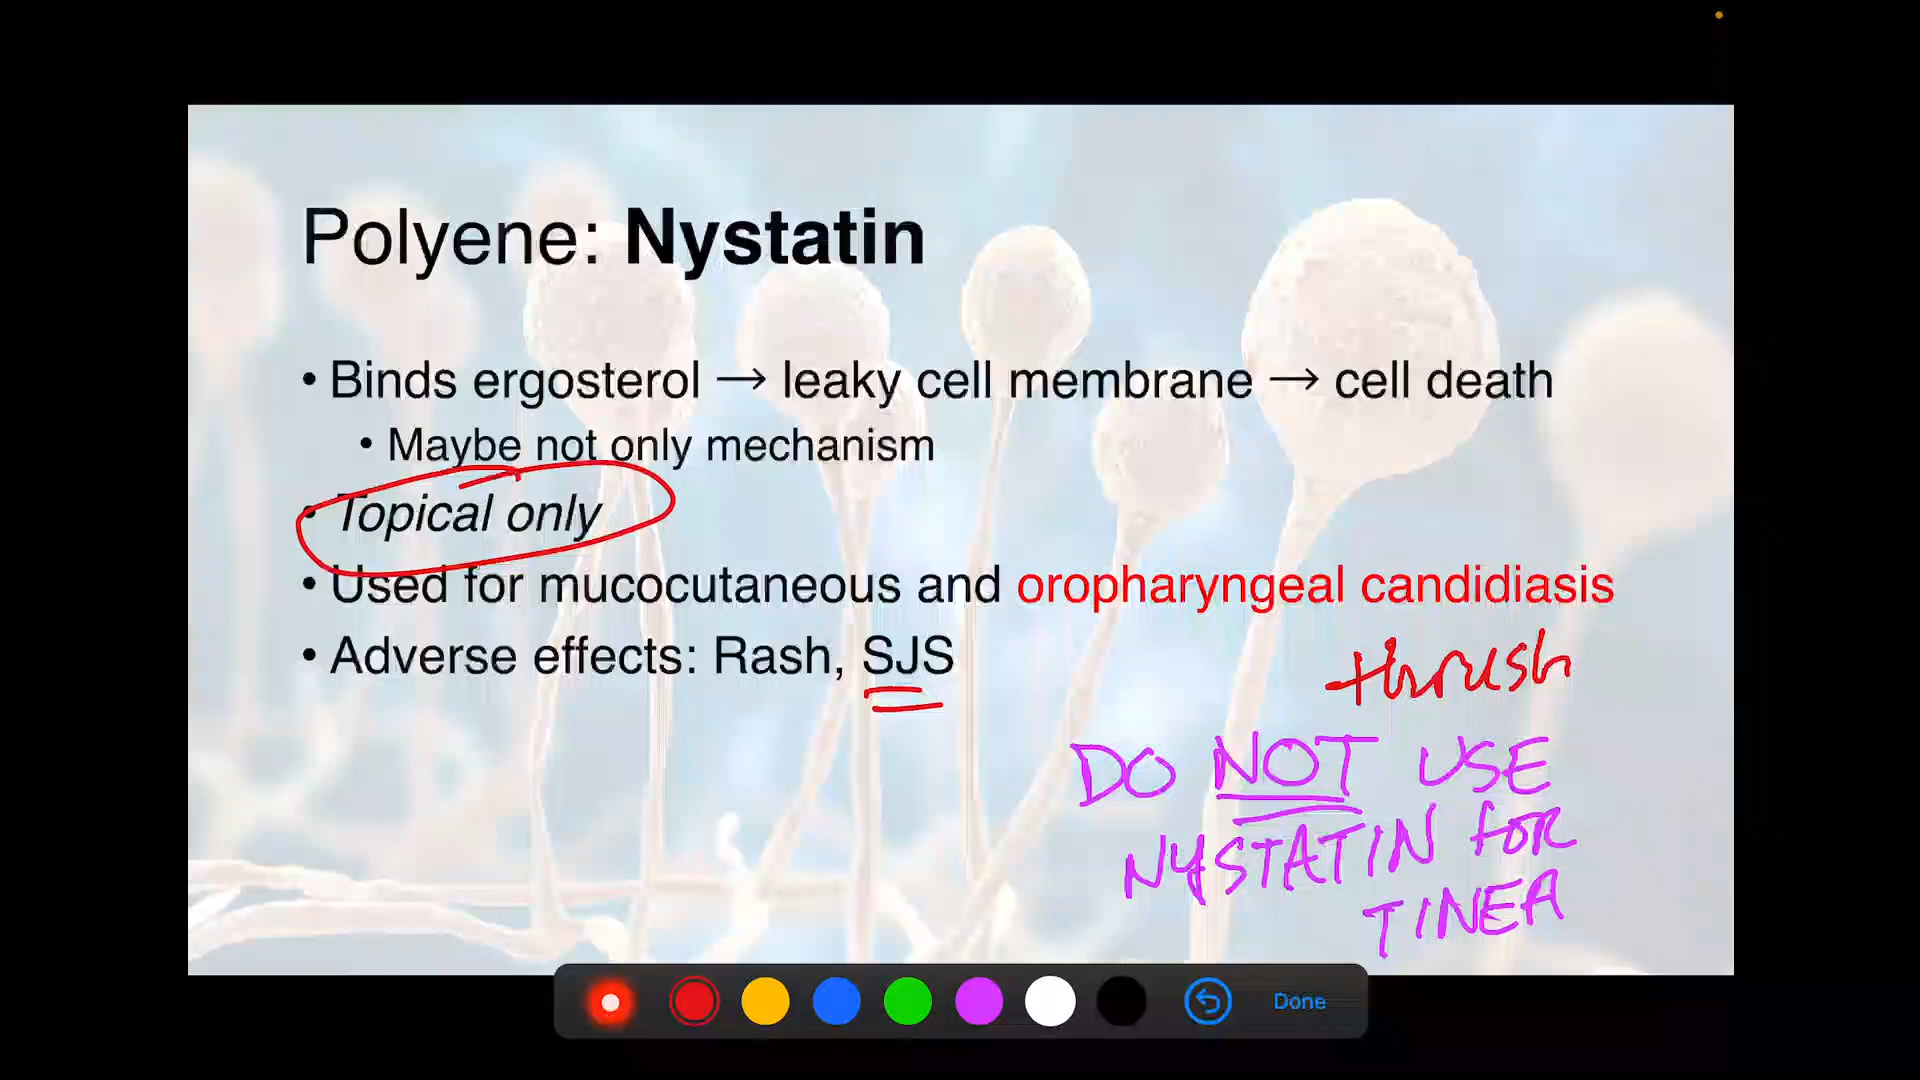 Polyene: Nystatin
• Binds ergosterol → leaky cell membrane → cell death
• Maybe not only mechanism
• Topical only
• Used for mucocutaneous and oropharyngeal candidiasis
• Adverse effects: Rash, SJS
thrush
DO NOT USE
NYSTATIN FOR
TINEA
Done